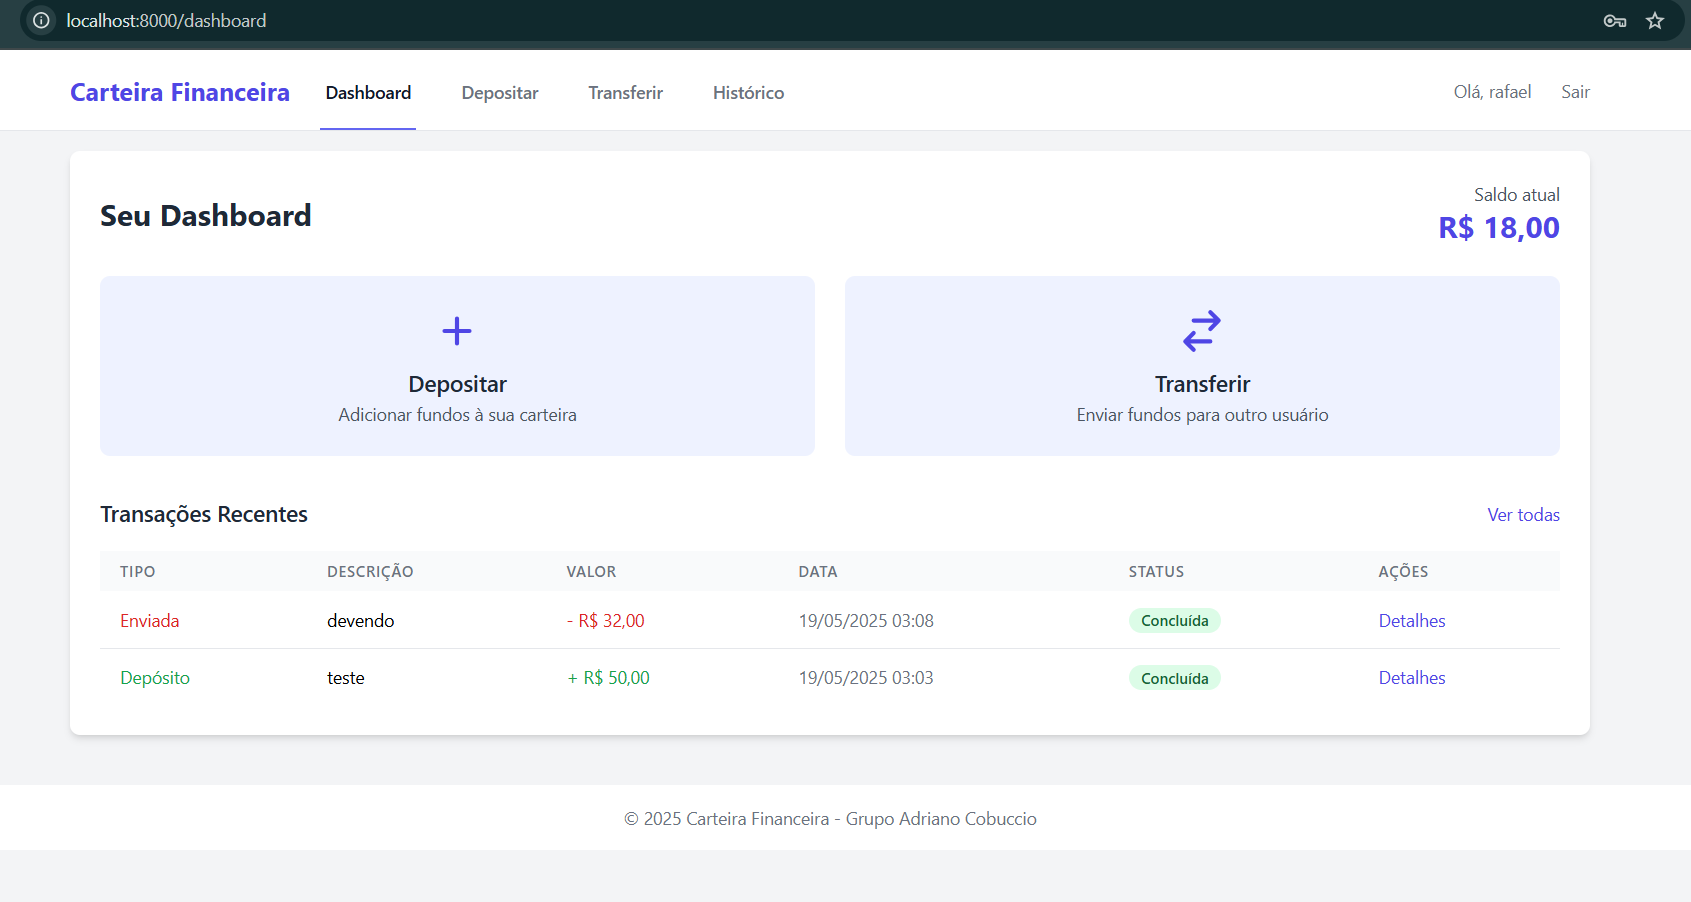 localhost:8000/dashboard
Carteira Financeira Dashboard Depositar Transferir Histórico Olá, rafael Sair
Seu Dashboard
Saldo atual
R$ 18,00
Depositar
Adicionar fundos à sua carteira
Transferir
Enviar fundos para outro usuário
Transações Recentes Ver todas
TIPO DESCRIÇÃO VALOR DATA STATUS AÇÕES
Enviada devendo - R$ 32,00 19/05/2025 03:08 Concluída Detalhes
Depósito teste + R$ 50,00 19/05/2025 03:03 Concluída Detalhes
© 2025 Carteira Financeira - Grupo Adriano Cobuccio